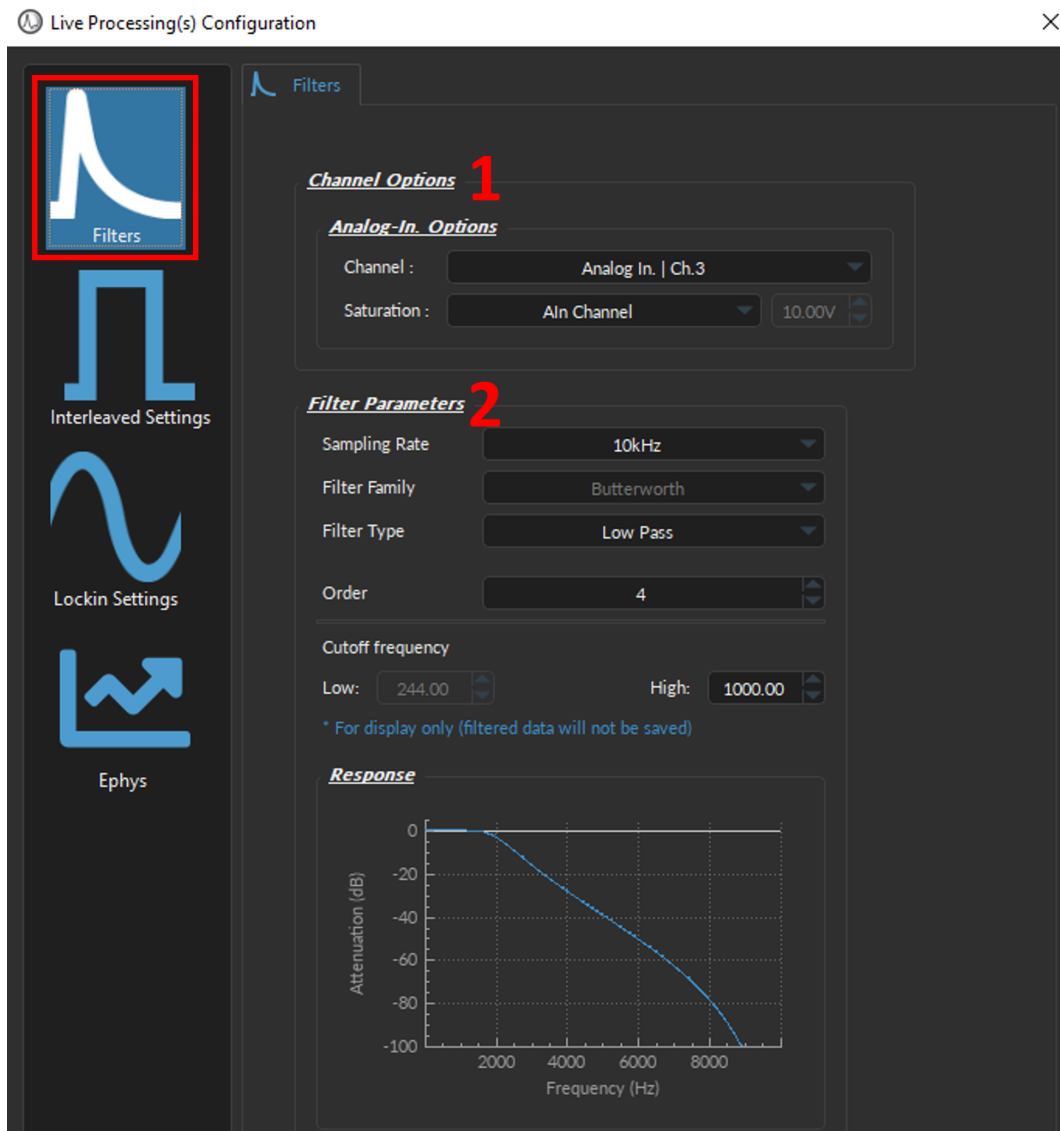 Live Processing(s) Configuration
Filters
Filters
Interleaved Settings
Lockin Settings
Ephys
Channel Options 1
Analog-In. Options
Channel : Analog In. | Ch.3
Saturation : AIn Channel 10.00V
Filter Parameters 2
Sampling Rate 10kHz
Filter Family Butterworth
Filter Type Low Pass
Order 4
Cutoff frequency
Low: 244.00 High: 1000.00
* For display only (filtered data will not be saved)
Response
0
-20
-40
-60
-80
-100
Attenuation (dB)
2000 4000 6000 8000
Frequency (Hz)